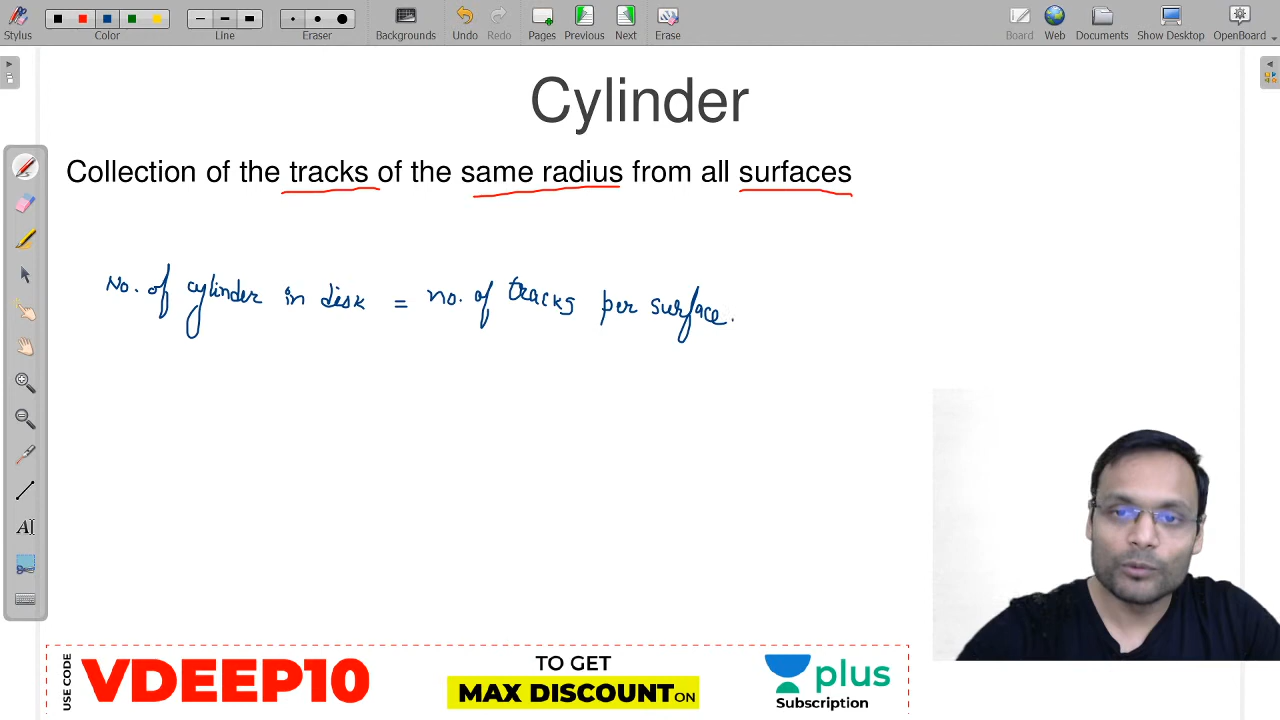 Stylus
Color
Line
Eraser
Backgrounds
Undo
Redo
Pages
Previous
Next
Erase
Board
Web
Documents
Show Desktop
OpenBoard
Cylinder
Collection of the tracks of the same radius from all surfaces
No. of cylinder in disk = no. of tracks per surface.
AI
USE CODE
VDEEP10
TO GET
MAX DISCOUNT ON
plus
Subscription